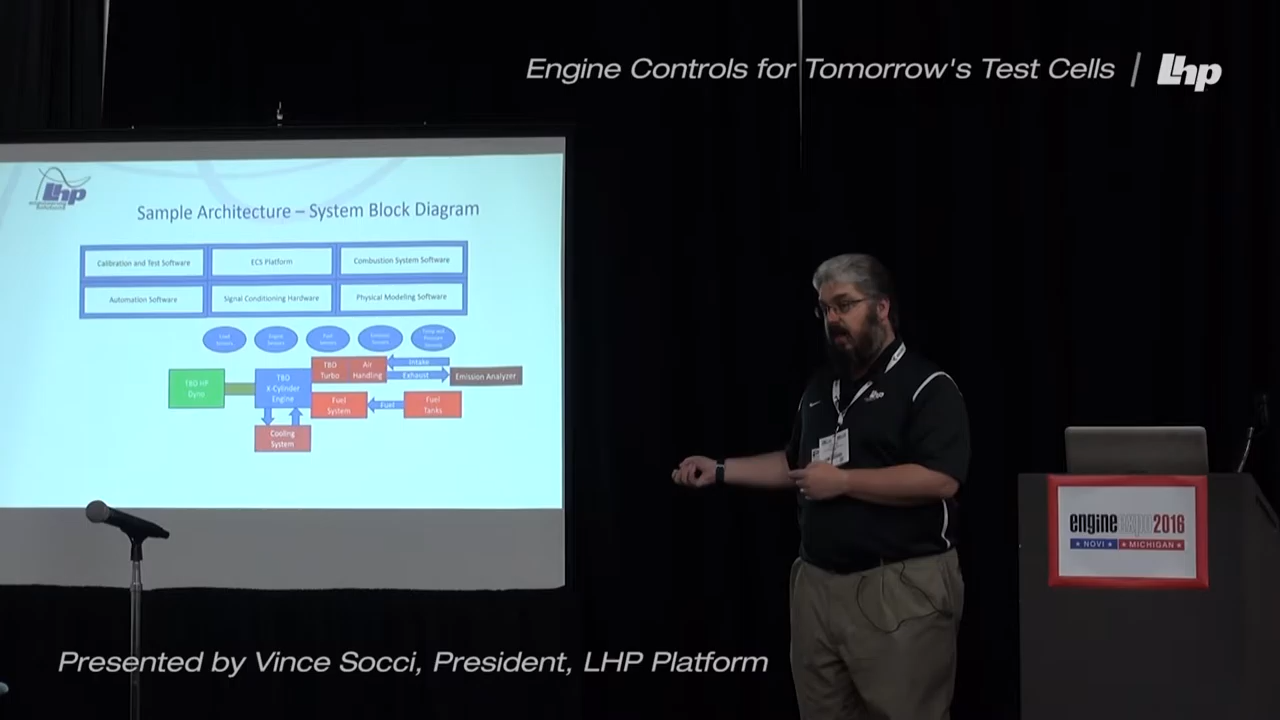 Engine Controls for Tomorrow's Test Cells | Lhp
Lhp
Sample Architecture – System Block Diagram
Calibration and Test Software
ECS Platform
Combustion System Software
Automation Software
Signal Conditioning Hardware
Physical Modeling Software
Intake
Exhaust
TBD
Turbo
Air
Handling
Emission Analyzer
TBD HP
Dyno
TBD
X-Cylinder
Engine
Fuel
System
Fuel
Fuel
Tanks
Cooling
System
engine expo 2016
NOVI
MICHIGAN
Presented by Vince Socci, President, LHP Platform